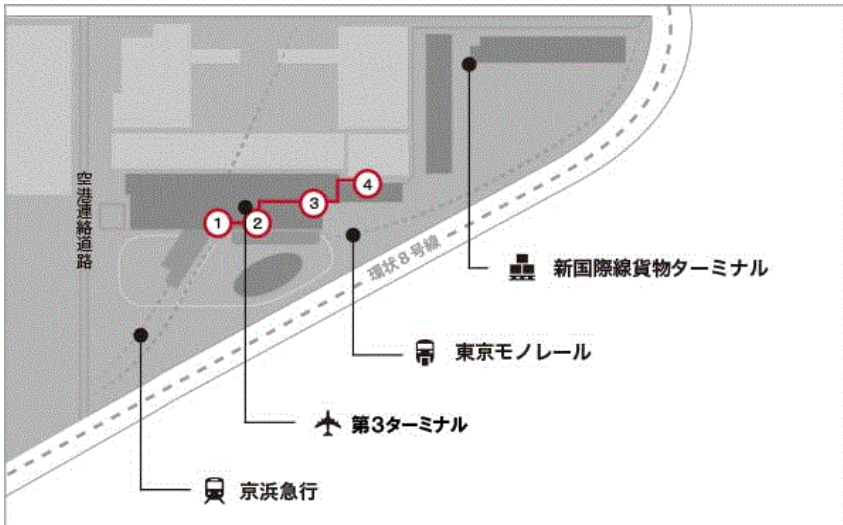 空港連絡道路
4
3
1
2
環状8号線
新国際線貨物ターミナル
東京モノレール
第3ターミナル
京浜急行